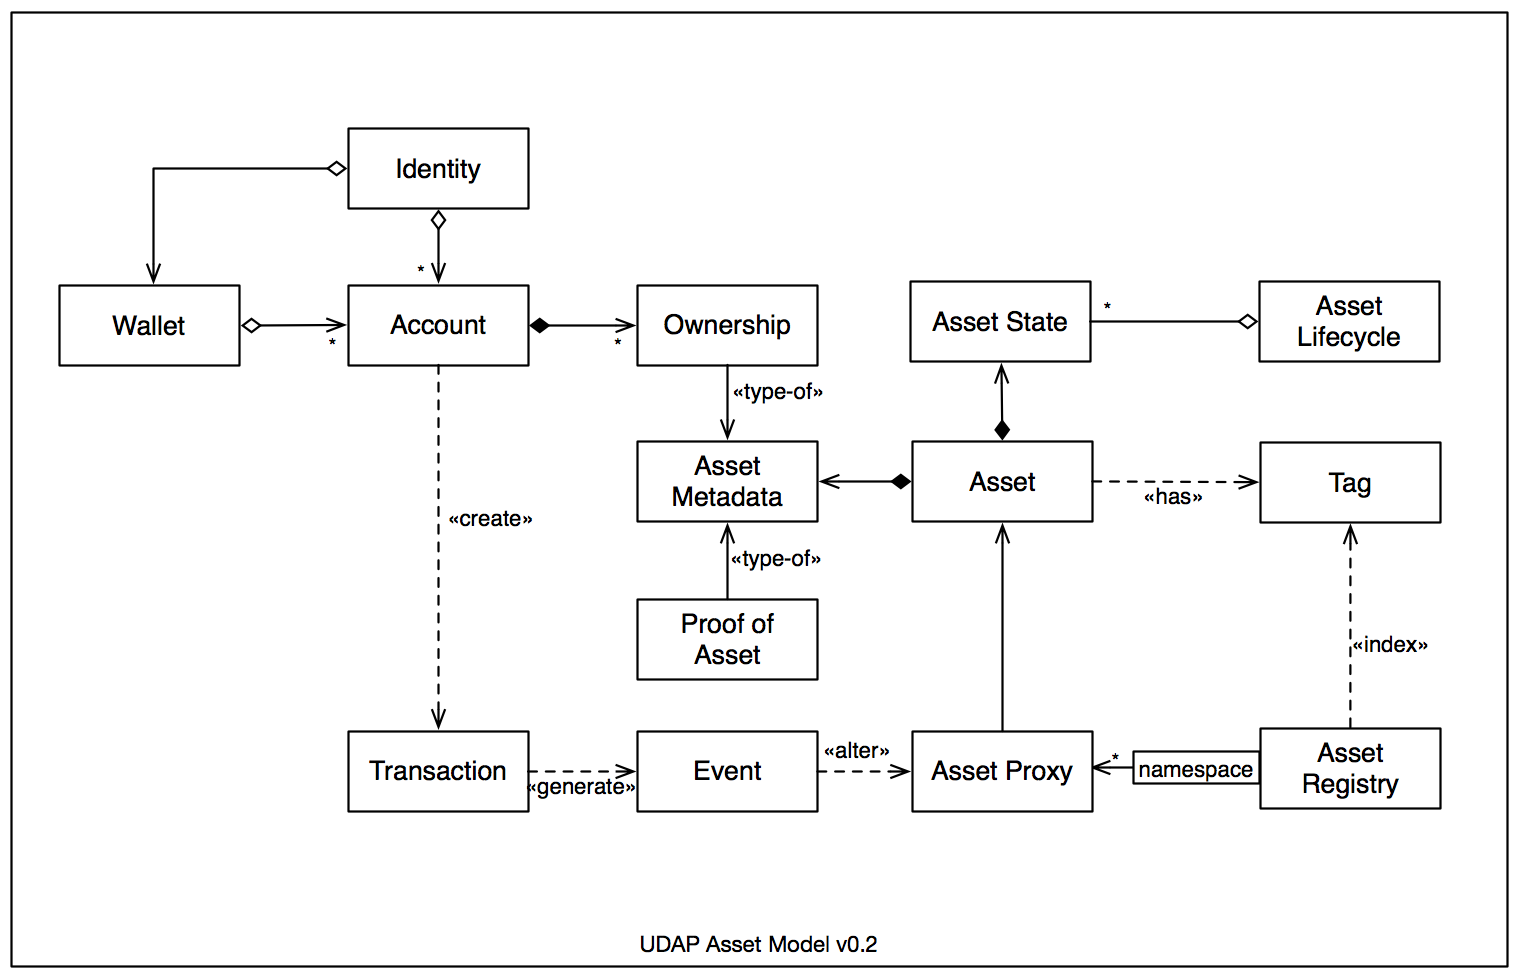 Identity
*
Wallet
*
Account
*
Ownership
Asset State
*
Asset
Lifecycle
«type-of»
Asset
Metadata
Asset
«has»
Tag
«create»
«type-of»
Proof of
Asset
«index»
Transaction
«generate»
Event
«alter»
Asset Proxy
*
namespace
Asset
Registry
UDAP Asset Model v0.2